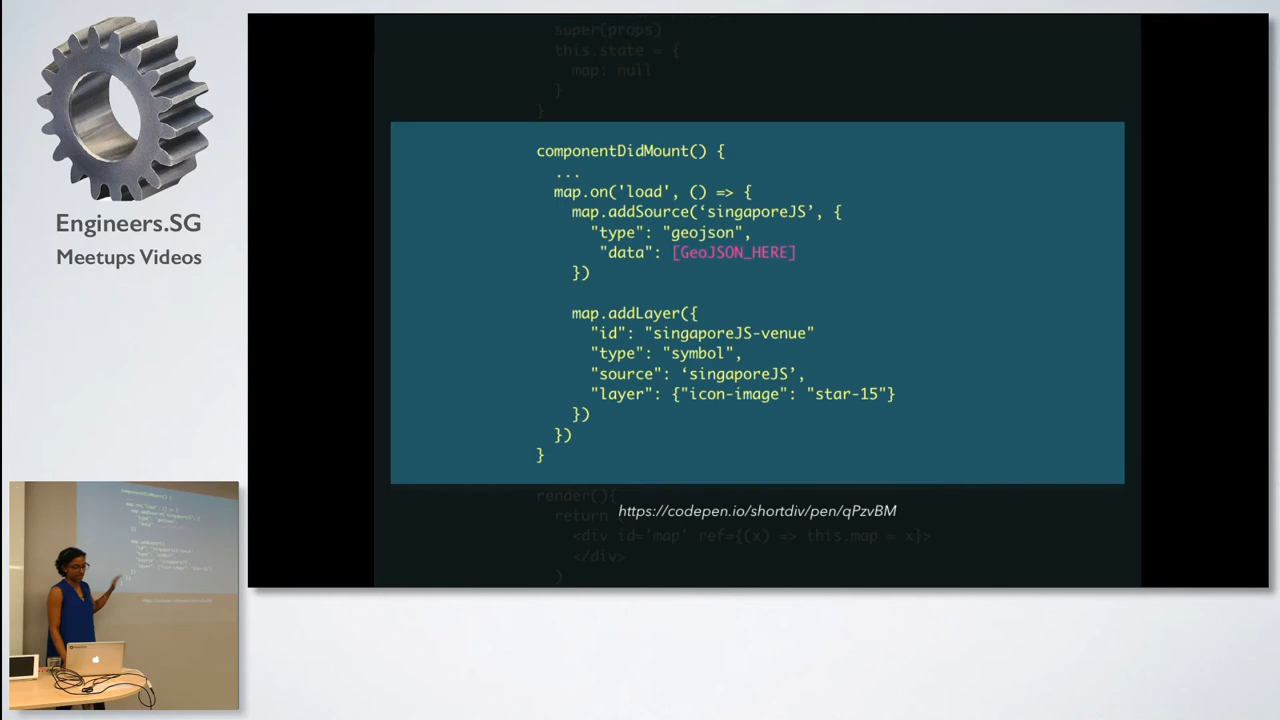 Engineers.SG
Meetups Videos
super(props)
this.state = {
map: null
}
}
componentDidMount() {
...
map.on('load', () => {
map.addSource(‘singaporeJS’, {
"type": "geojson",
"data": [GeoJSON_HERE]
})
map.addLayer({
"id": "singaporeJS-venue"
"type": "symbol",
"source": ‘singaporeJS’,
"layer": {"icon-image": "star-15"}
})
})
}
render(){
return (
<div id='map' ref={(x) => this.map = x}>
</div>
)
https://codepen.io/shortdiv/pen/qPzvBM